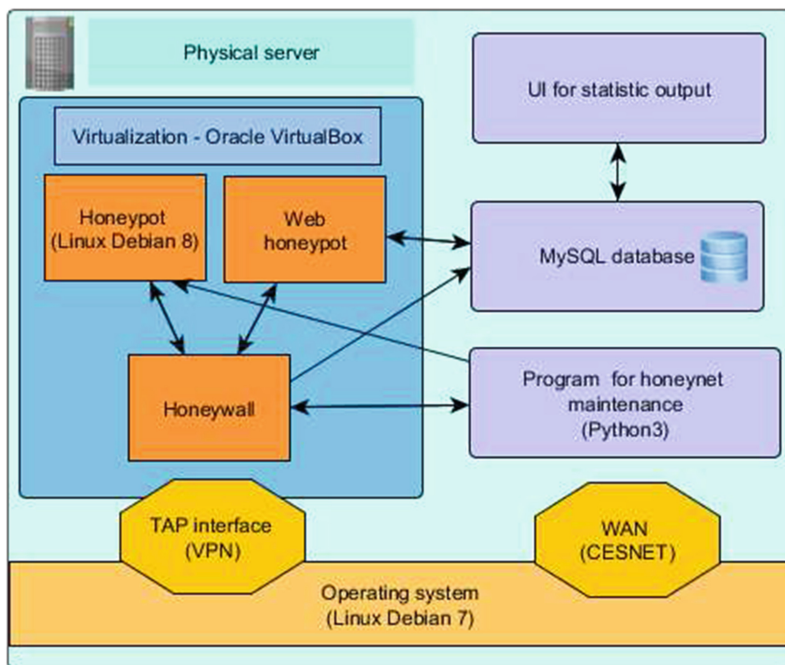 Physical server
UI for statistic output
Virtualization - Oracle VirtualBox
Honeypot
(Linux Debian 8)
Web
honeypot
MySQL database
Honeywall
Program for honeynet
maintenance
(Python3)
TAP interface
(VPN)
WAN
(CESNET)
Operating system
(Linux Debian 7)